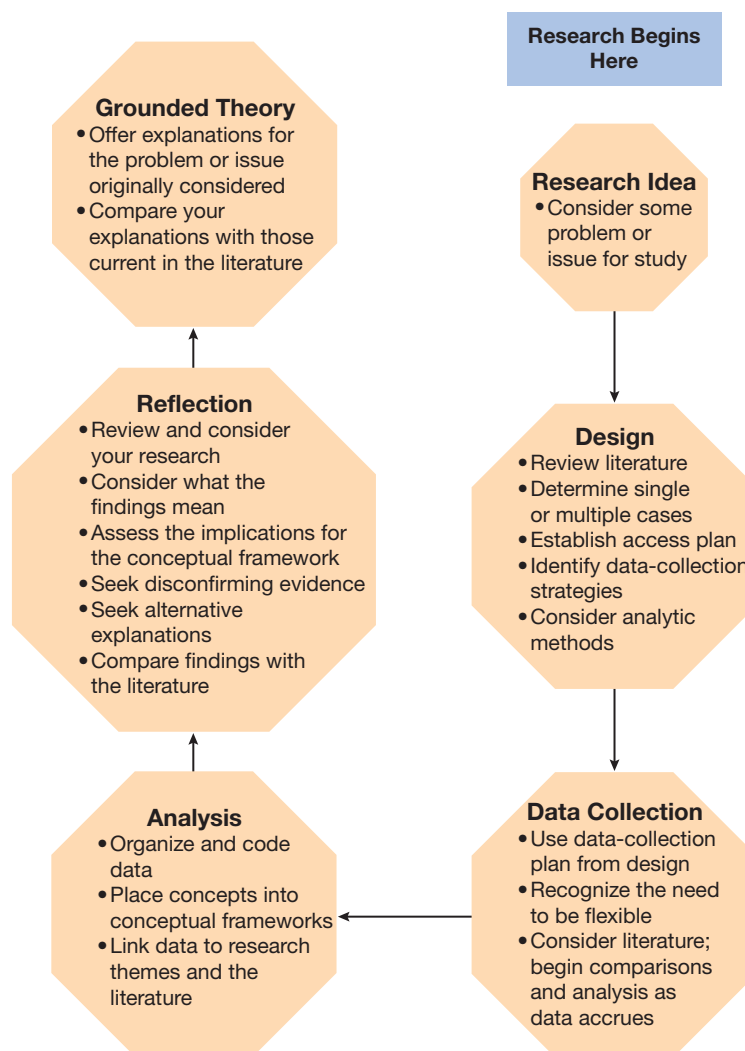 Research Begins
Here
Research Idea
• Consider some
problem or
issue for study
Design
• Review literature
• Determine single
or multiple cases
• Establish access plan
• Identify data-collection
strategies
• Consider analytic
methods
Data Collection
• Use data-collection
plan from design
• Recognize the need
to be flexible
• Consider literature;
begin comparisons
and analysis as
data accrues
Analysis
• Organize and code
data
• Place concepts into
conceptual frameworks
• Link data to research
themes and the
literature
Reflection
• Review and consider
your research
• Consider what the
findings mean
• Assess the implications for
the conceptual framework
• Seek disconfirming evidence
• Seek alternative
explanations
• Compare findings with
the literature
Grounded Theory
• Offer explanations for
the problem or issue
originally considered
• Compare your
explanations with those
current in the literature